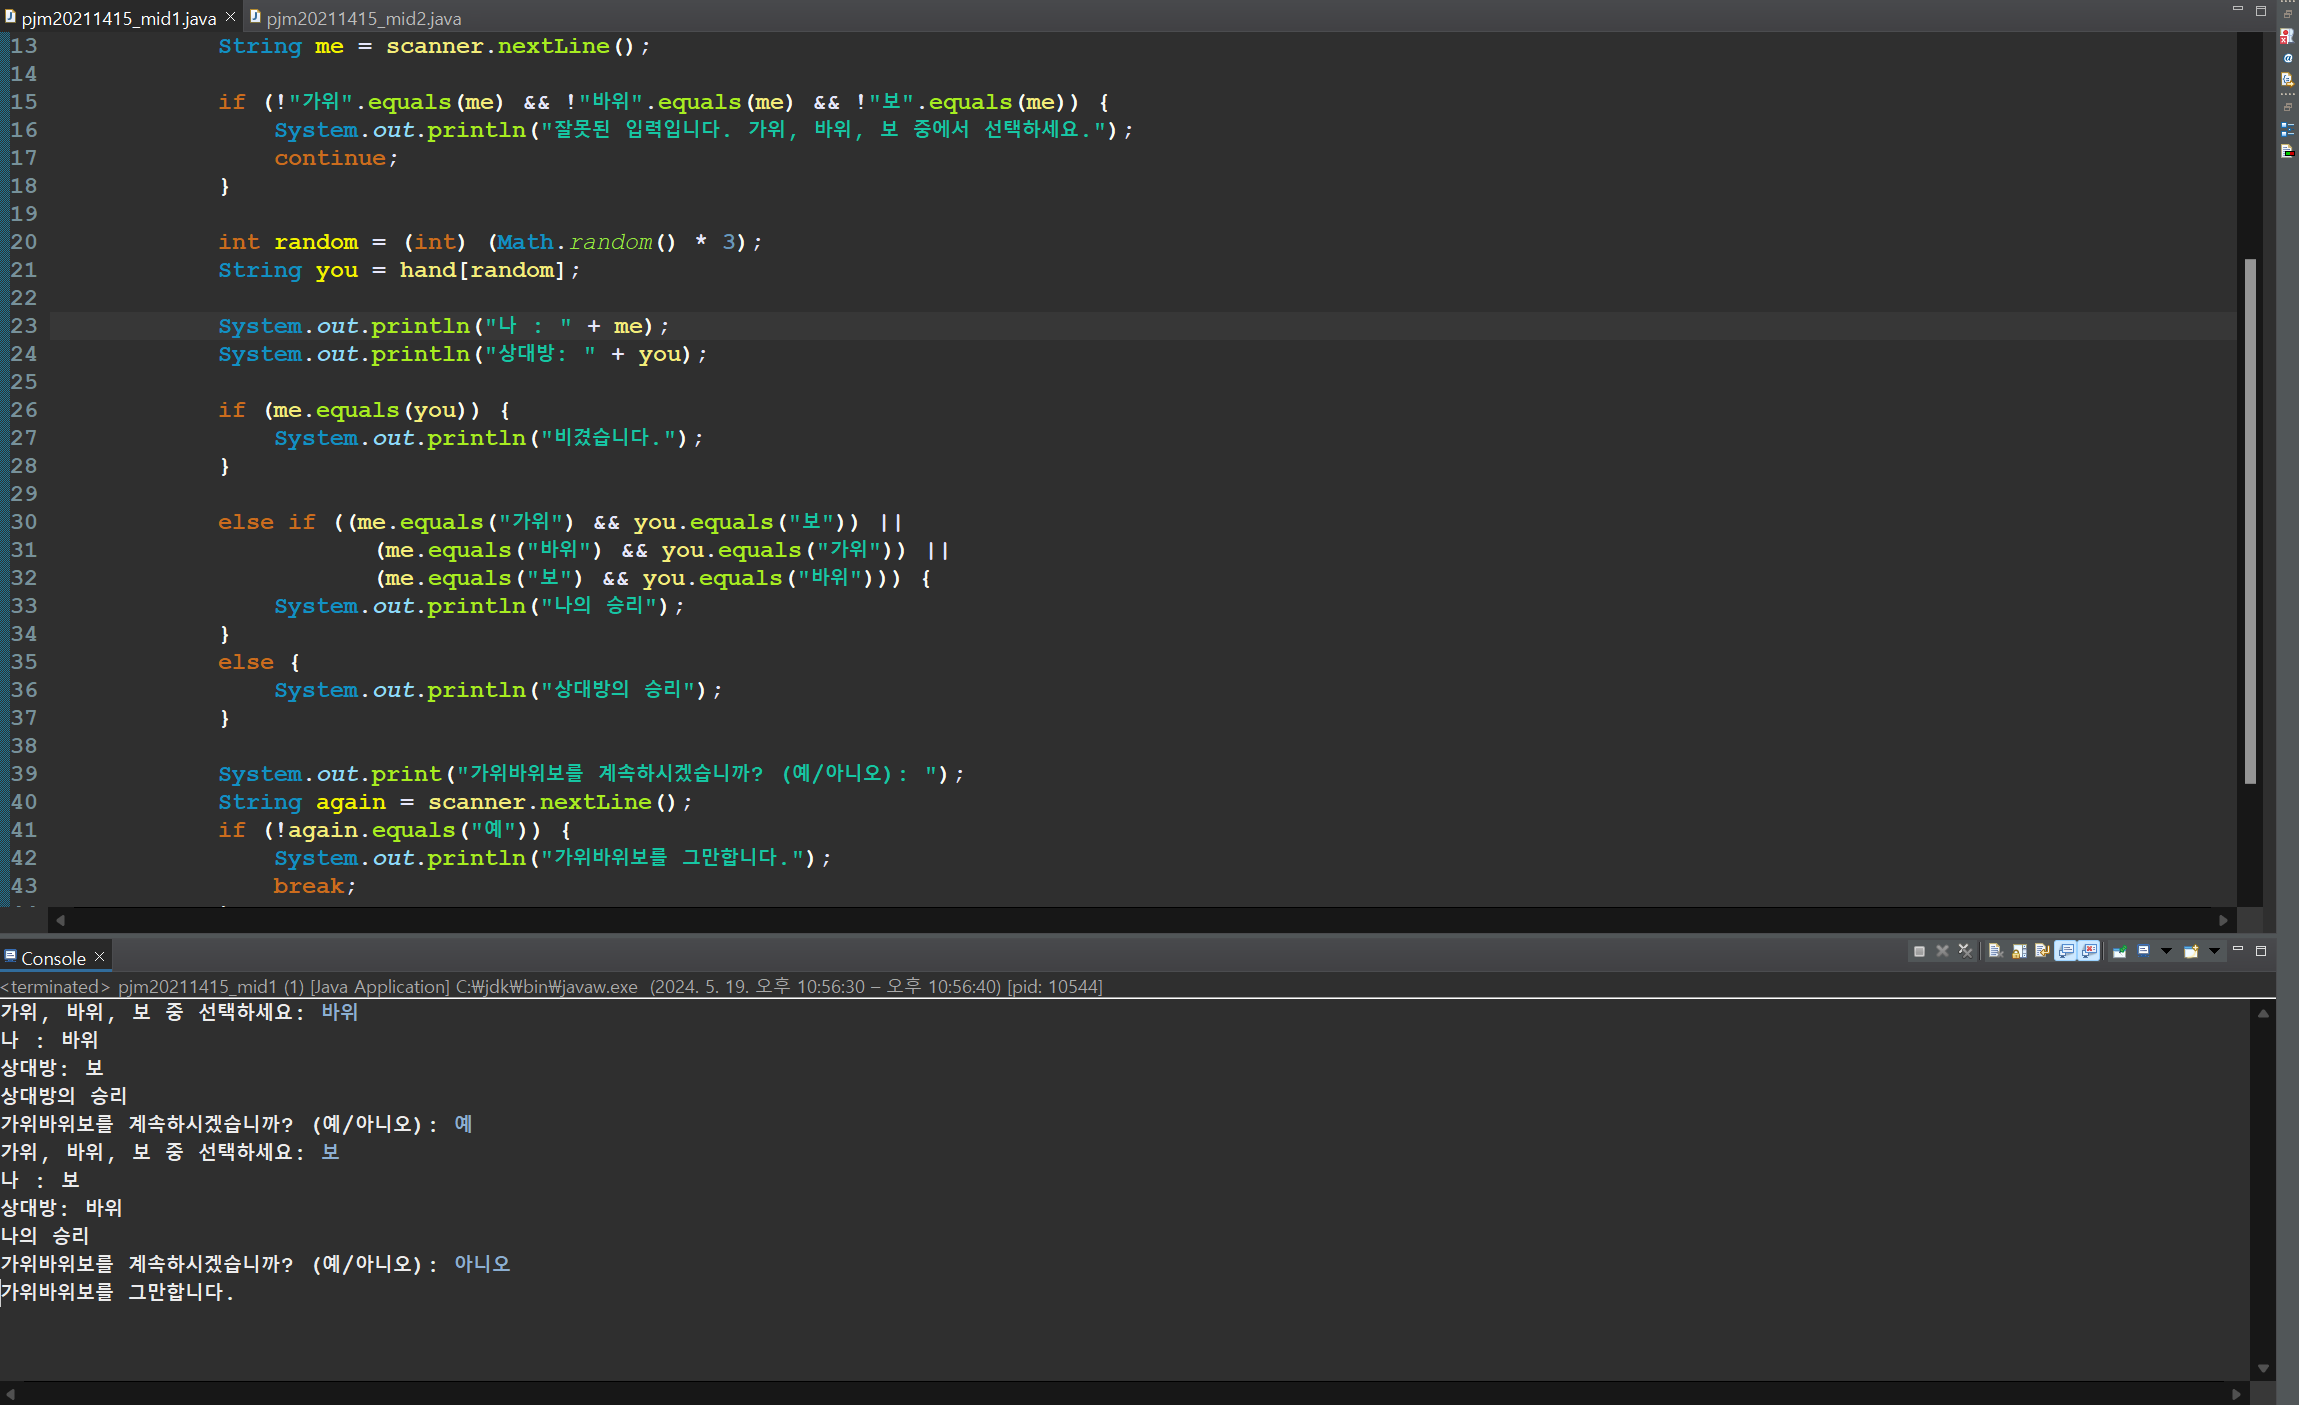 pjm20211415_mid1.java pjm20211415_mid2.java
13 String me = scanner.nextLine();
14
15 if (!"가위".equals(me) && !"바위".equals(me) && !"보".equals(me)) {
16 System.out.println("잘못된 입력입니다. 가위, 바위, 보 중에서 선택하세요.");
17 continue;
18 }
19
20 int random = (int) (Math.random() * 3);
21 String you = hand[random];
22
23 System.out.println("나 : " + me);
24 System.out.println("상대방: " + you);
25
26 if (me.equals(you)) {
27 System.out.println("비겼습니다.");
28 }
29
30 else if ((me.equals("가위") && you.equals("보")) ||
31 (me.equals("바위") && you.equals("가위")) ||
32 (me.equals("보") && you.equals("바위"))) {
33 System.out.println("나의 승리");
34 }
35 else {
36 System.out.println("상대방의 승리");
37 }
38
39 System.out.print("가위바위보를 계속하시겠습니까? (예/아니오): ");
40 String again = scanner.nextLine();
41 if (!again.equals("예")) {
42 System.out.println("가위바위보를 그만합니다.");
43 break;
Console
<terminated> pjm20211415_mid1 (1) [Java Application] C:₩jdk₩bin₩javaw.exe (2024. 5. 19. 오후 10:56:30 – 오후 10:56:40) [pid: 10544]
가위, 바위, 보 중 선택하세요: 바위
나 : 바위
상대방: 보
상대방의 승리
가위바위보를 계속하시겠습니까? (예/아니오): 예
가위, 바위, 보 중 선택하세요: 보
나 : 보
상대방: 바위
나의 승리
가위바위보를 계속하시겠습니까? (예/아니오): 아니오
가위바위보를 그만합니다.